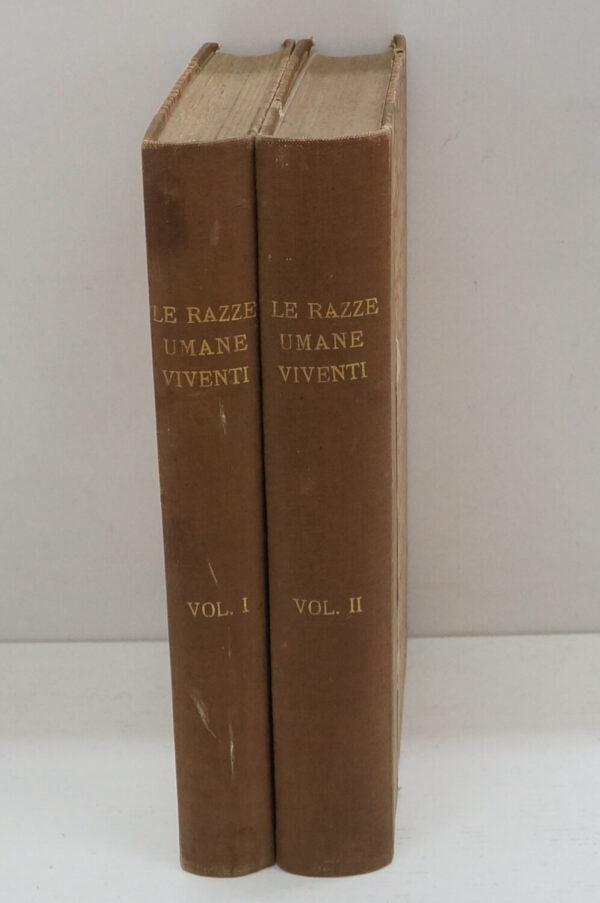 LE RAZZE
UMANE
VIVENTI
VOL. I
LE RAZZE
UMANE
VIVENTI
VOL. II